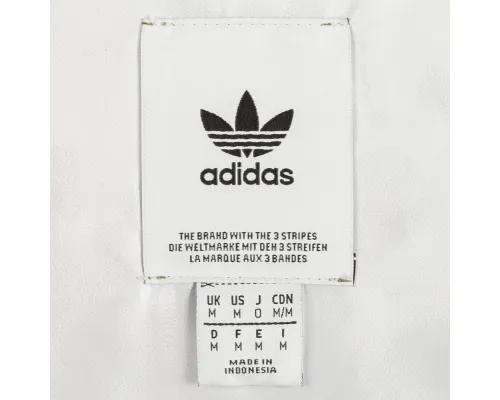 adidas
THE BRAND WITH THE 3 STRIPES
DIE WELTMARKE MIT DEN 3 STREIFEN
LA MARQUE AUX 3 BANDES
UK US J CDN
M M O M/M
D F E I
M M M M
MADE IN
INDONESIA